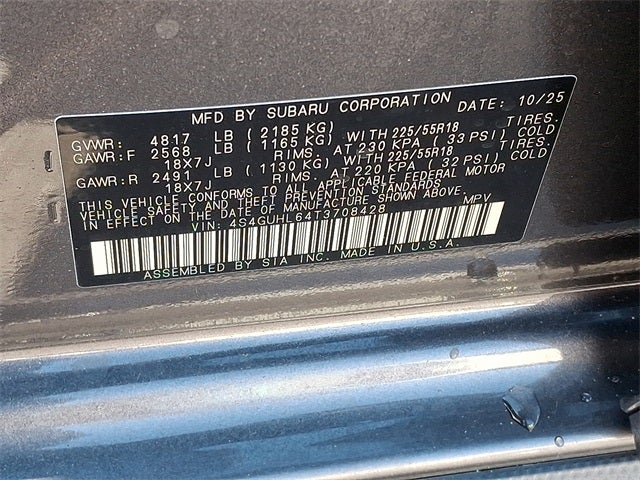 MFD BY SUBARU CORPORATION DATE: 10/25
GVWR: 4817 LB (2185 KG) WITH 225/55R18 TIRES.
GAWR:F 2568 LB (1165 KG) WITH 225/55R18 TIRES.
18X7J RIMS. AT 230 KPA (33 PSI) COLD
GAWR:R 2491 LB (1130 KG) WITH 225/55R18 TIRES.
18X7J RIMS. AT 220 KPA (32 PSI) COLD
THIS VEHICLE CONFORMS TO ALL APPLICABLE FEDERAL MOTOR
VEHICLE SAFETY AND THEFT PREVENTION STANDARDS
IN EFFECT ON THE DATE OF MANUFACTURE SHOWN ABOVE.
VIN: 4S4GUHL64T3708428 MPV
ASSEMBLED BY SIA INC. MADE IN U.S.A.